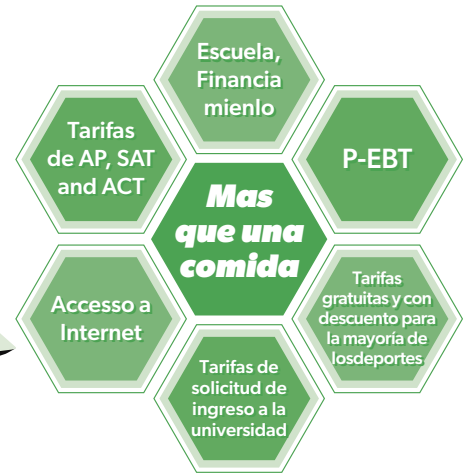 Escuela,
Financia
mienlo
Tarifas
de AP, SAT
and ACT
P-EBT
Mas
que una
comida
Accesso a
Internet
Tarifas
gratuitas y con
descuento para
la mayoría de
losdeportes
Tarifas de
solicitud de
ingreso a la
universidad